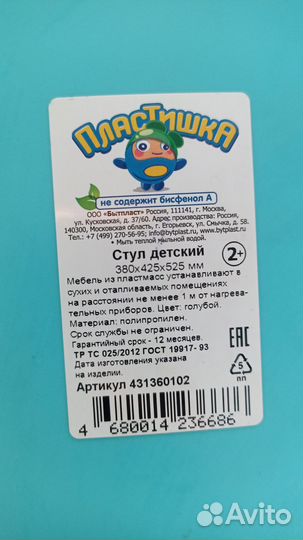 ПЛАСТИШКА
не содержит бисфенол А
ООО «Бытпласт» Россия, 111141, г. Москва,
ул. Кусковская, д. 37/60. Адрес производства: Россия,
140300, Московская область, г. Егорьевск, ул. Смычка, д. 58.
Тел.: +7 (499) 270-56-95; info@bytplast.ru, www.bytplast.ru
• Мыть теплой мыльной водой.
Стул детский
380х425х525 мм
2+
Мебель из пластмасс устанавливают в
сухих и отапливаемых помещениях
на расстоянии не менее 1 м от нагрева-
тельных приборов. Цвет: голубой.
Материал: полипропилен.
Срок службы не ограничен.
Гарантийный срок - 12 месяцев.
ТР ТС 025/2012 ГОСТ 19917- 93
Дата изготовления указана
на изделии.
EAC
Артикул 431360102
5
ПП
4 680014 236686
Avito